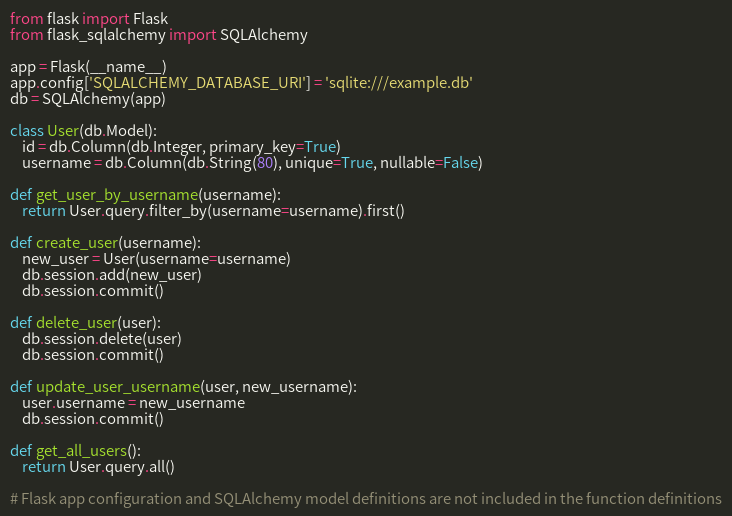 from flask import Flask
from flask_sqlalchemy import SQLAlchemy
app = Flask(__name__)
app.config['SQLALCHEMY_DATABASE_URI'] = 'sqlite:///example.db'
db = SQLAlchemy(app)
class User(db.Model):
    id = db.Column(db.Integer, primary_key=True)
    username = db.Column(db.String(80), unique=True, nullable=False)
def get_user_by_username(username):
    return User.query.filter_by(username=username).first()
def create_user(username):
    new_user = User(username=username)
    db.session.add(new_user)
    db.session.commit()
def delete_user(user):
    db.session.delete(user)
    db.session.commit()
def update_user_username(user, new_username):
    user.username = new_username
    db.session.commit()
def get_all_users():
    return User.query.all()
# Flask app configuration and SQLAlchemy model definitions are not included in the function definitions